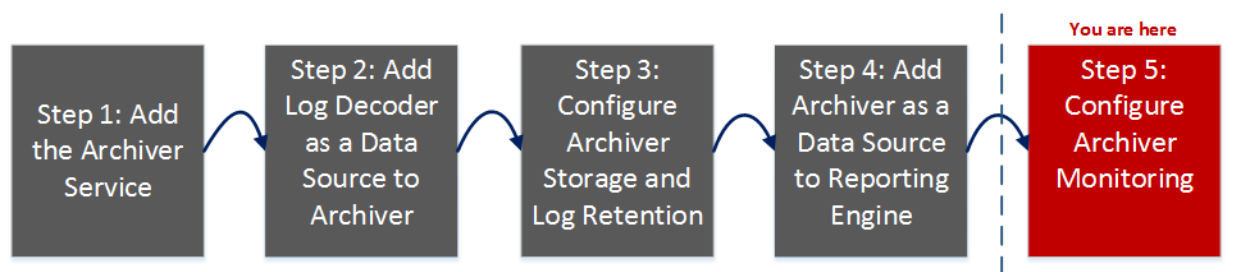 Step 1: Add
the Archiver
Service
Step 2: Add
Log Decoder
as a Data
Source to
Archiver
Step 3:
Configure
Archiver
Storage and
Log Retention
Step 4: Add
Archiver as a
Data Source
to Reporting
Engine
You are here
Step 5:
Configure
Archiver
Monitoring